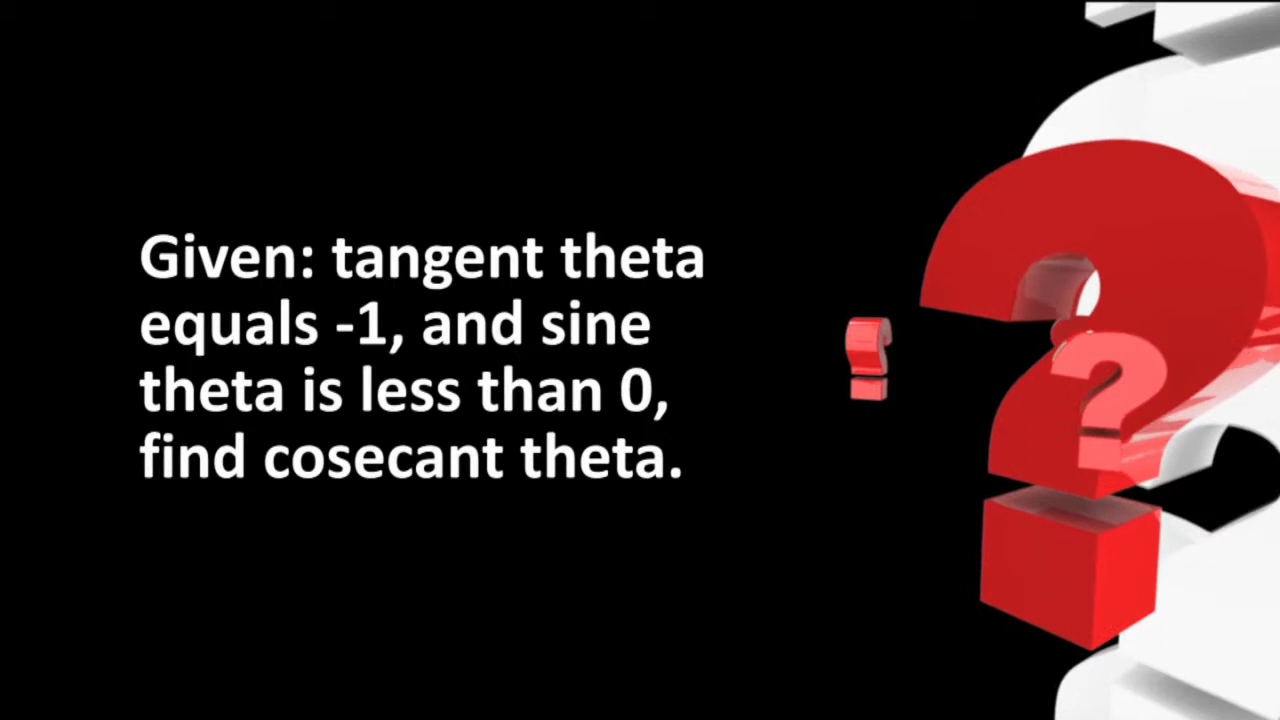 Given: tangent theta
equals -1, and sine
theta is less than 0,
find cosecant theta.